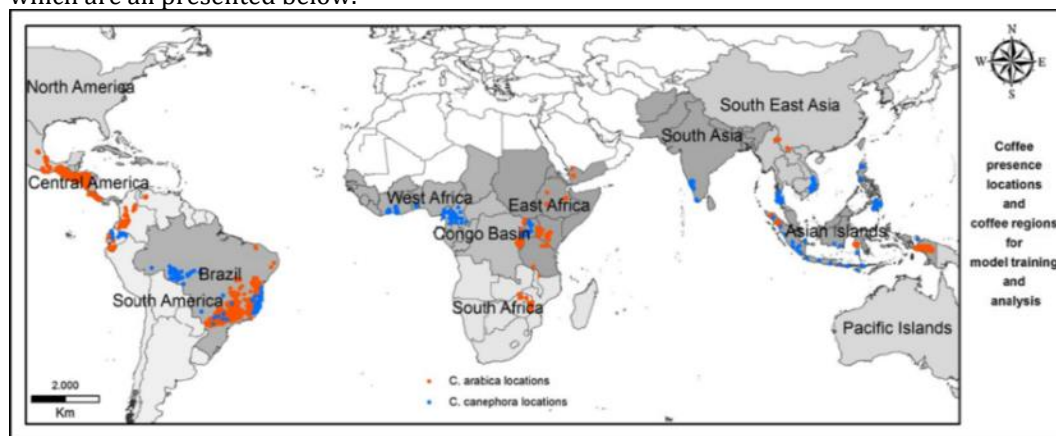 which are all presented below:
North America
Central America
South America
Brazil
West Africa
East Africa
Congo Basin
South Africa
South East Asia
South Asia
Asian Islands
Pacific Islands
2.000
Km
C. arabica locations
C. canephora locations
N
W
E
S
Coffee
presence
locations
and
coffee regions
for
model training
and
analysis